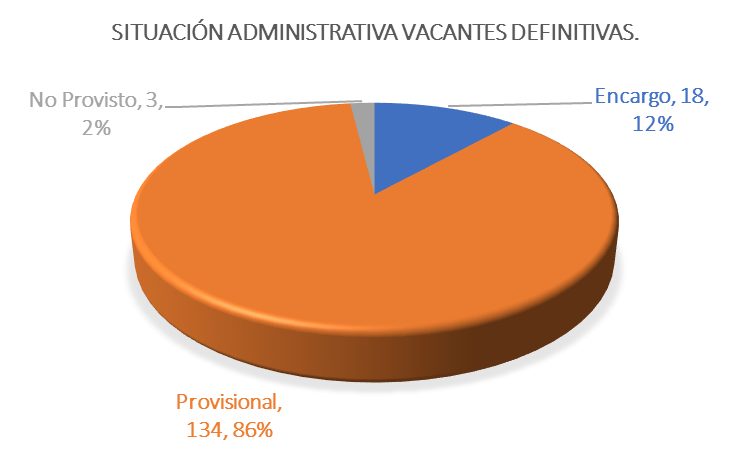 SITUACIÓN ADMINISTRATIVA VACANTES DEFINITIVAS.
No Provisto, 3,
2%
Encargo, 18,
12%
Provisional,
134, 86%